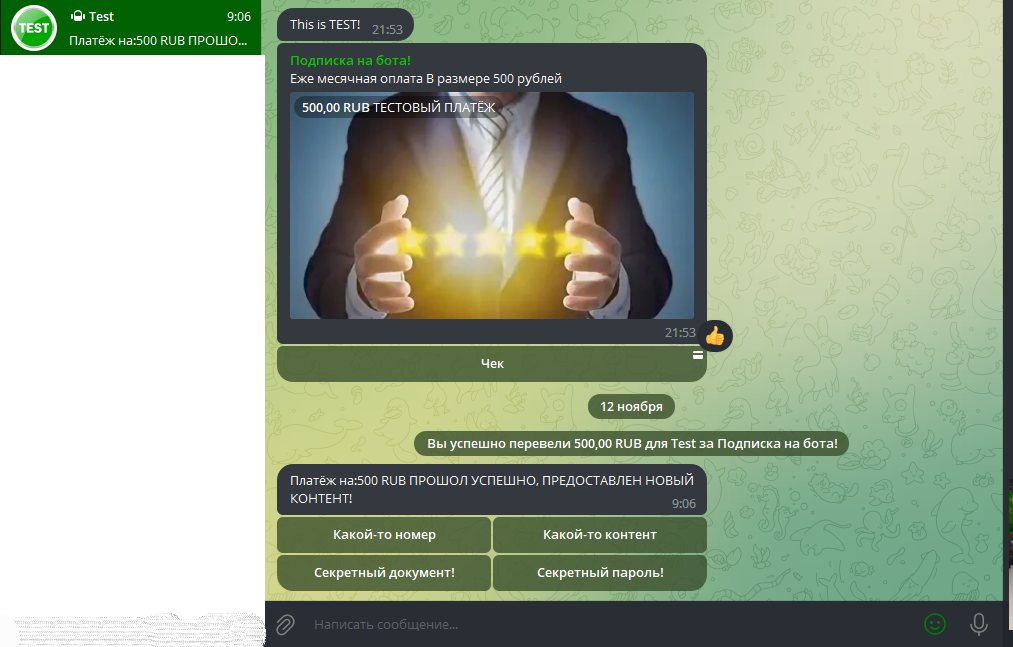 TEST
Test 9:06
Платёж на:500 RUB ПРОШО...
This is TEST! 21:53
Подписка на бота!
Еже месячная оплата В размере 500 рублей
500,00 RUB ТЕСТОВЫЙ ПЛАТЁЖ
21:53
Чек
12 ноября
Вы успешно перевели 500,00 RUB для Test за Подписка на бота!
Платёж на:500 RUB ПРОШОЛ УСПЕШНО, ПРЕДОСТАВЛЕН НОВЫЙ
КОНТЕНТ!
9:06
Какой-то номер Какой-то контент
Секретный документ! Секретный пароль!
Написать сообщение...